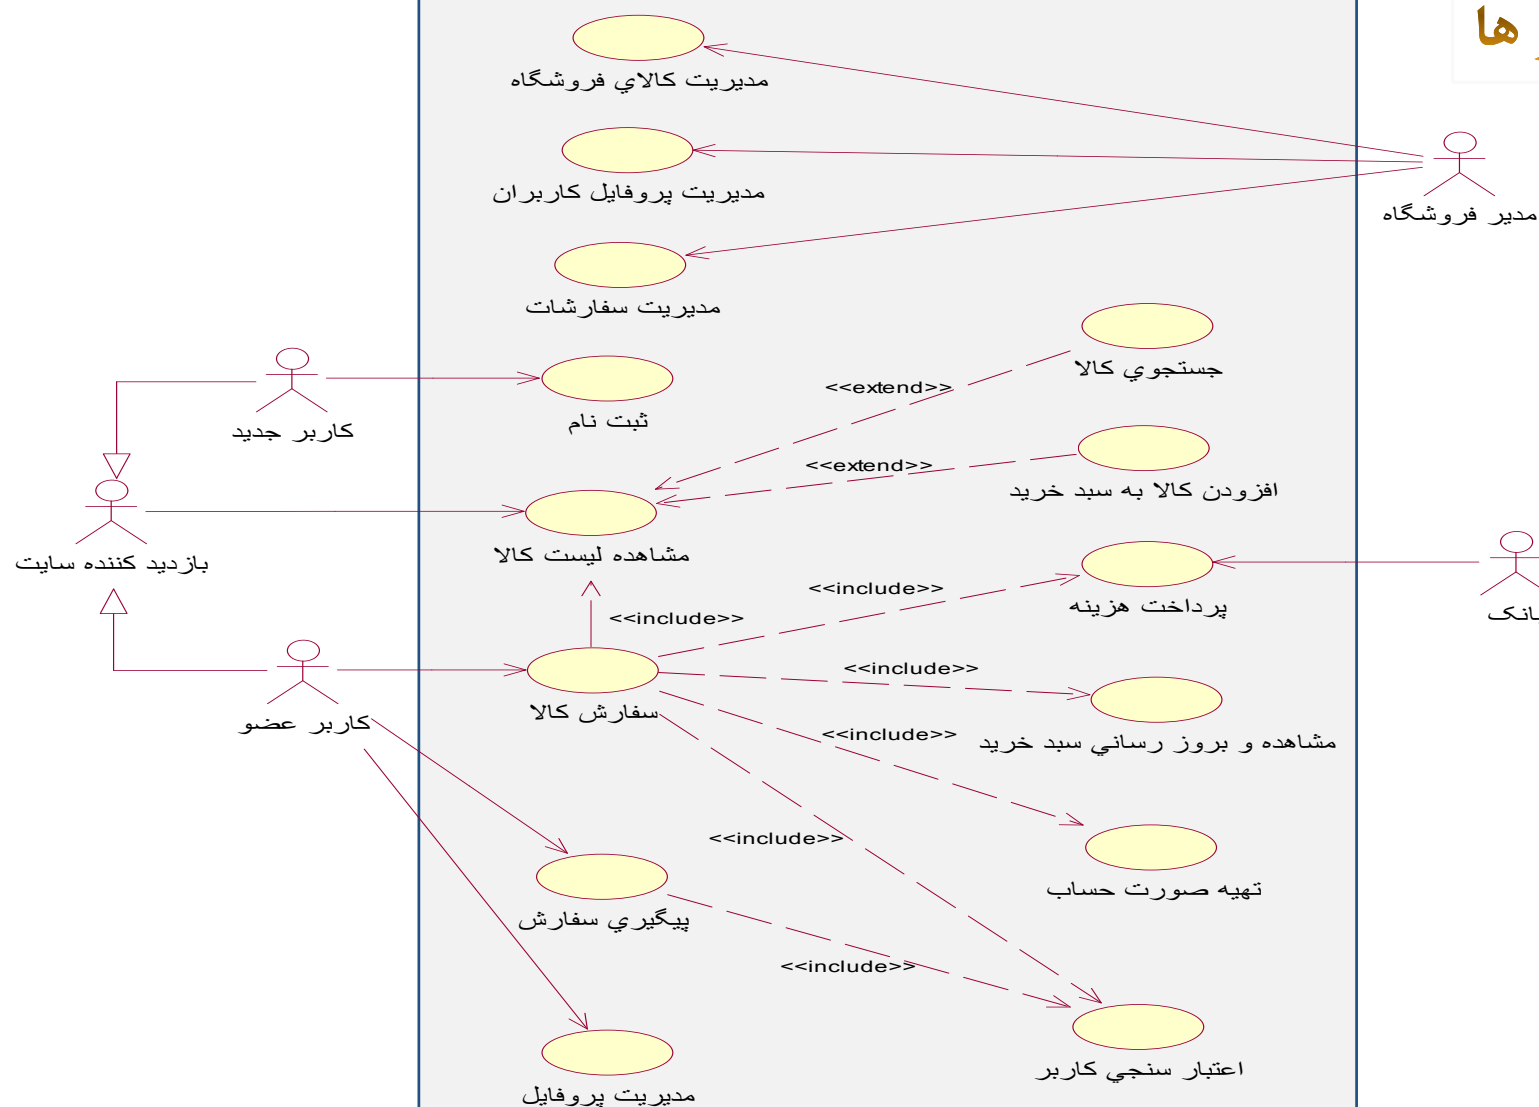 ها
مديريت كالاي فروشگاه
مديريت پروفايل كاربران
مدير فروشگاه
مديريت سفارشات
جستجوي كالا
<<extend>>
ثبت نام
كاربر جديد
<<extend>>
افزودن كالا به سبد خريد
مشاهده ليست كالا
بازديد كننده سايت
<<include>>
پرداخت هزينه
<<include>>
<<include>>
سفارش كالا
كاربر عضو
<<include>>
مشاهده و بروز رساني سبد خريد
<<include>>
تهيه صورت حساب
پيگيري سفارش
<<include>>
اعتبار سنجي كاربر
مديريت پروفايل